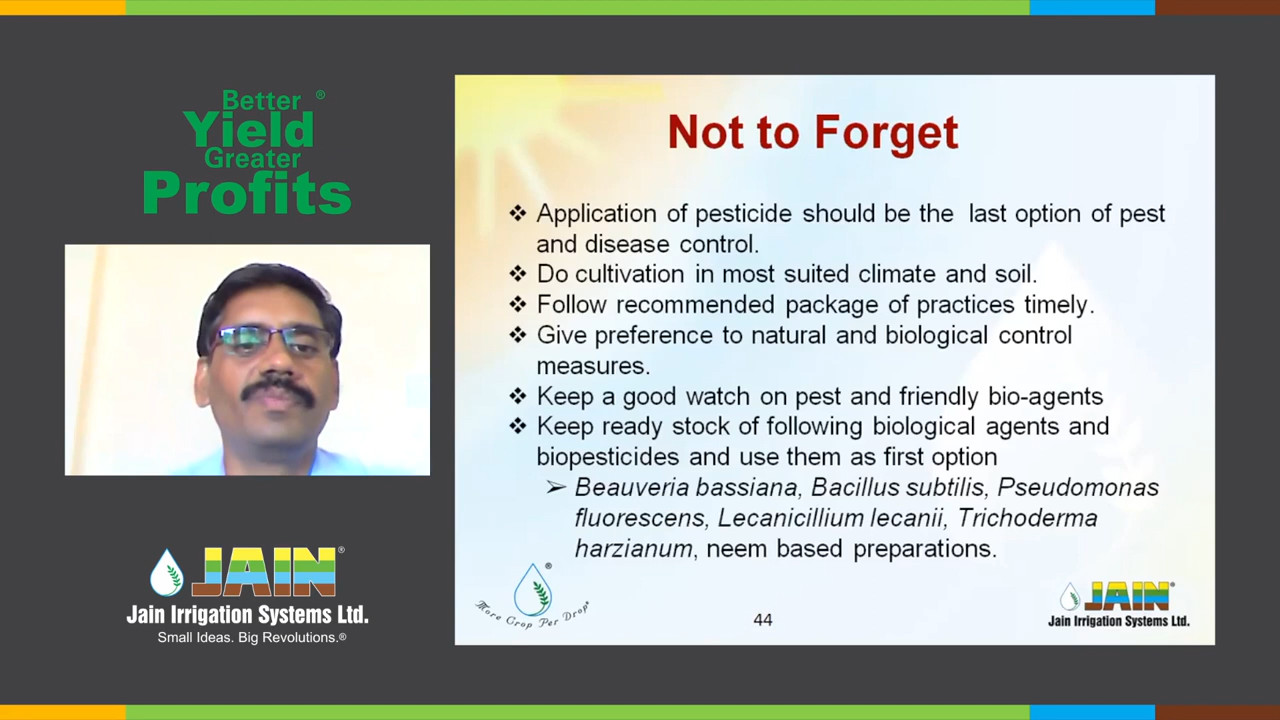 Better ®
Yield
Greater
Profits
JAIN®
Jain Irrigation Systems Ltd.
Small Ideas. Big Revolutions.®
Not to Forget
❖ Application of pesticide should be the last option of pest
and disease control.
❖ Do cultivation in most suited climate and soil.
❖ Follow recommended package of practices timely.
❖ Give preference to natural and biological control
measures.
❖ Keep a good watch on pest and friendly bio-agents
❖ Keep ready stock of following biological agents and
biopesticides and use them as first option
➢ Beauveria bassiana, Bacillus subtilis, Pseudomonas
fluorescens, Lecanicillium lecanii, Trichoderma
harzianum, neem based preparations.
®
More Crop Per Drop®
44
JAIN®
Jain Irrigation Systems Ltd.